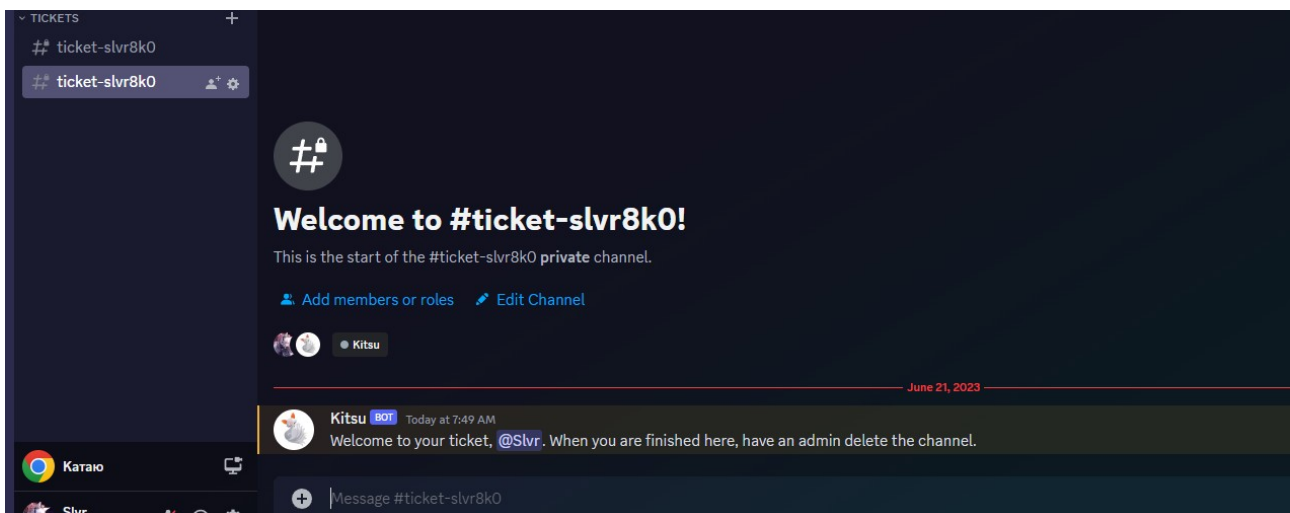 TICKETS
ticket-slvr8k0
ticket-slvr8k0
Welcome to #ticket-slvr8k0!
This is the start of the #ticket-slvr8k0 private channel.
Add members or roles Edit Channel
Kitsu
June 21, 2023
Kitsu BOT Today at 7:49 AM
Welcome to your ticket, @Slvr. When you are finished here, have an admin delete the channel.
Катаю
Message #ticket-slvr8k0
Slvr